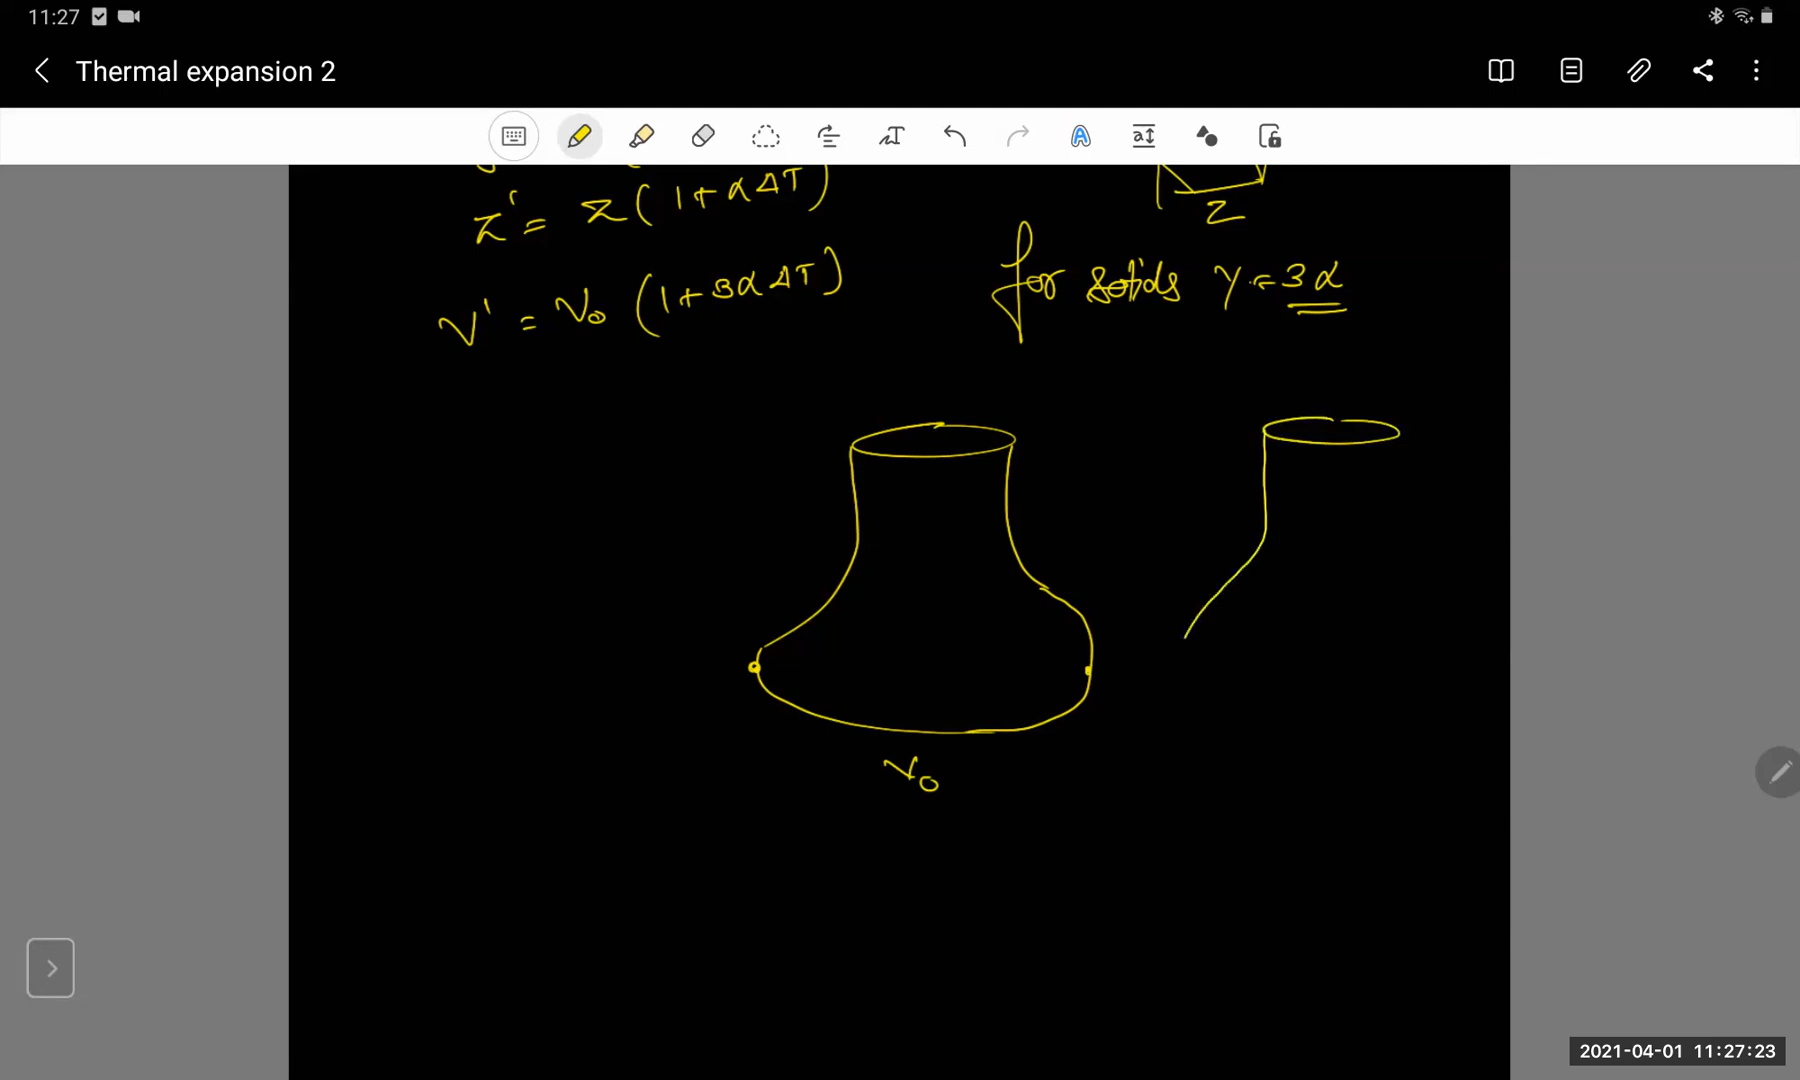 11:27
Thermal expansion 2
z' = z(1+α ΔT)
z
V' = V₀ (1+3α ΔT)
for solids γ = 3α
V₀
2021-04-01 11:27:23